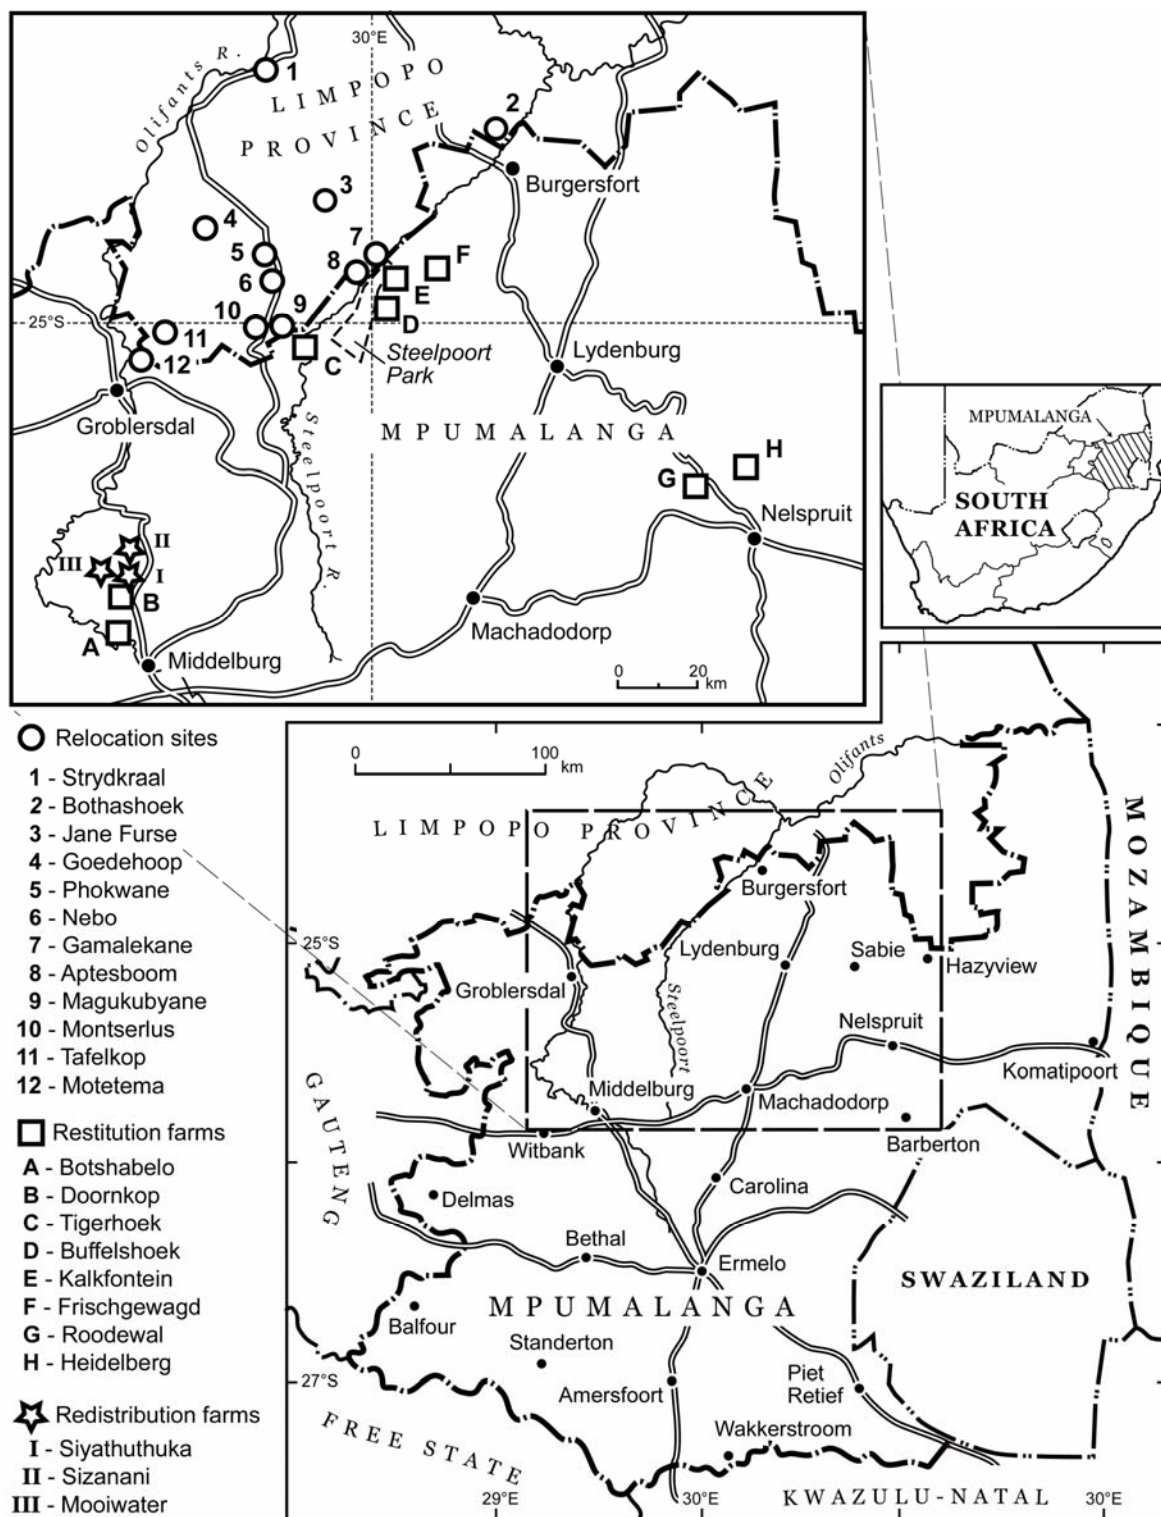 30°E
Olifants R.
1
LIMPOPO
PROVINCE
2
Burgersfort
3
4
5
6
7
8
F
E
D
9
10
25°S
11
12
C
Steelpoort
Park
Lydenburg
Groblersdal
MPUMALANGA
Steelpoort R.
H
G
Nelspruit
II
III
I
B
A
Middelburg
Machadodorp
0 20
km
MPUMALANGA
SOUTH
AFRICA
Relocation sites
1 - Strydkraal
2 - Bothashoek
3 - Jane Furse
4 - Goedehoop
5 - Phokwane
6 - Nebo
7 - Gamalekane
8 - Aptesboom
9 - Magukubyane
10 - Montserlus
11 - Tafelkop
12 - Motetema
Restitution farms
A - Botshabelo
B - Doornkop
C - Tigerhoek
D - Buffelshoek
E - Kalkfontein
F - Frischgewagd
G - Roodewal
H - Heidelberg
Redistribution farms
I - Siyathuthuka
II - Sizanani
III - Mooiwater
0 100
km
Olifants
LIMPOPO PROVINCE
MOZAMBIQUE
Burgersfort
25°S
Lydenburg
Sabie
Hazyview
Groblersdal
Steelpoort
Nelspruit
Komatipoort
Middelburg
Machadodorp
GAUTENG
Witbank
Barberton
Delmas
Carolina
Bethal
Ermelo
SWAZILAND
MPUMALANGA
Balfour
Standerton
Piet
Retief
27°S
Amersfoort
Wakkerstroom
FREE STATE
29°E
30°E
KWAZULU-NATAL
30°E